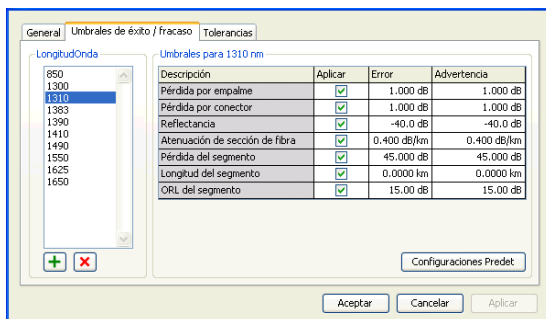 General Umbrales de éxito / fracaso Tolerancias
LongitudOnda
850
1300
1310
1383
1390
1410
1490
1550
1625
1650
Umbrales para 1310 nm
Descripción Aplicar Error Advertencia
Pérdida por empalme 1.000 dB 1.000 dB
Pérdida por conector 1.000 dB 1.000 dB
Reflectancia -40.0 dB -40.0 dB
Atenuación de sección de fibra 0.400 dB/km 0.400 dB/km
Pérdida del segmento 45.000 dB 45.000 dB
Longitud del segmento 0.0000 km 0.0000 km
ORL del segmento 15.00 dB 15.00 dB
Configuraciones Predet
Aceptar Cancelar Aplicar